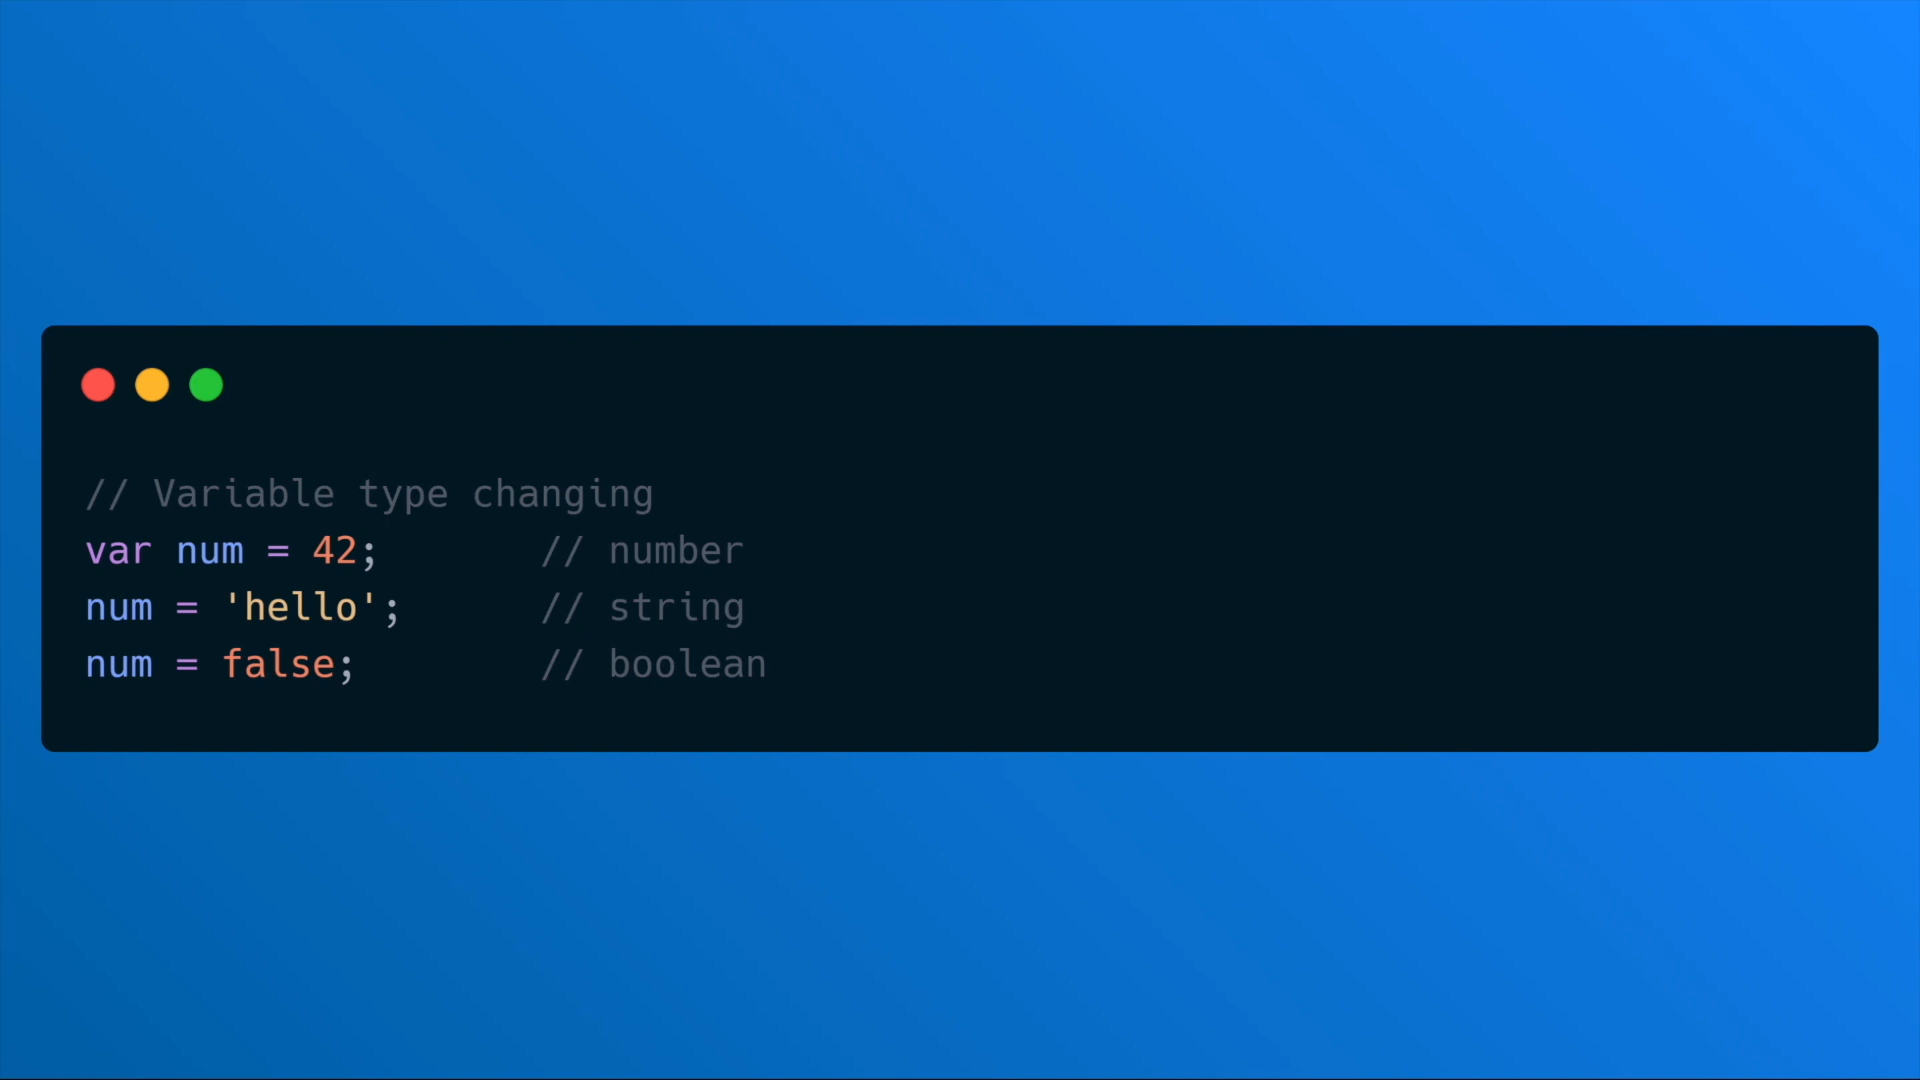 // Variable type changing
var num = 42;       // number
num = 'hello';      // string
num = false;        // boolean